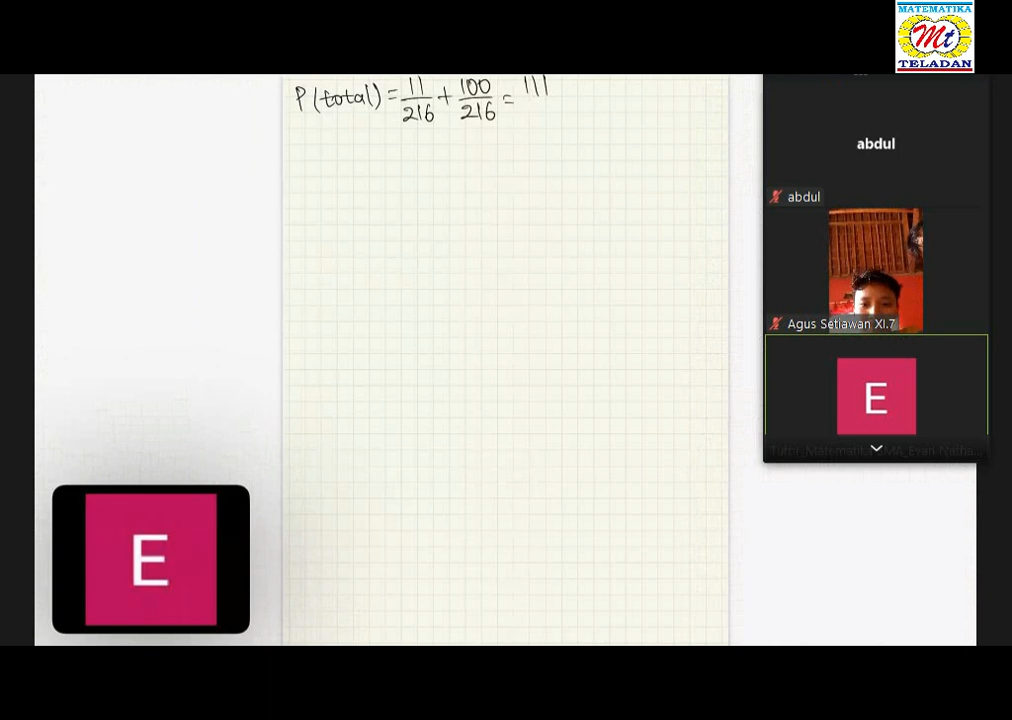 MATEMATIKA
Mt
TELADAN
P (total) = 11/216 + 100/216 = 111
abdul
abdul
Agus Setiawan XI.7
E
E